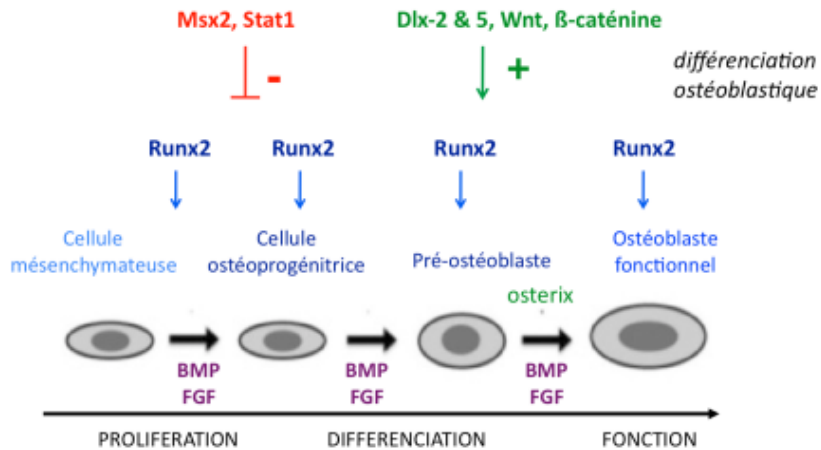 Msx2, Stat1
Dlx-2 & 5, Wnt, ß-caténine
-
+
différenciation
ostéoblastique
Runx2
Runx2
Runx2
Runx2
Cellule
mésenchymateuse
Cellule
ostéoprogénitrice
Pré-ostéoblaste
Ostéoblaste
fonctionnel
osterix
BMP
FGF
BMP
FGF
BMP
FGF
PROLIFERATION
DIFFERENCIATION
FONCTION